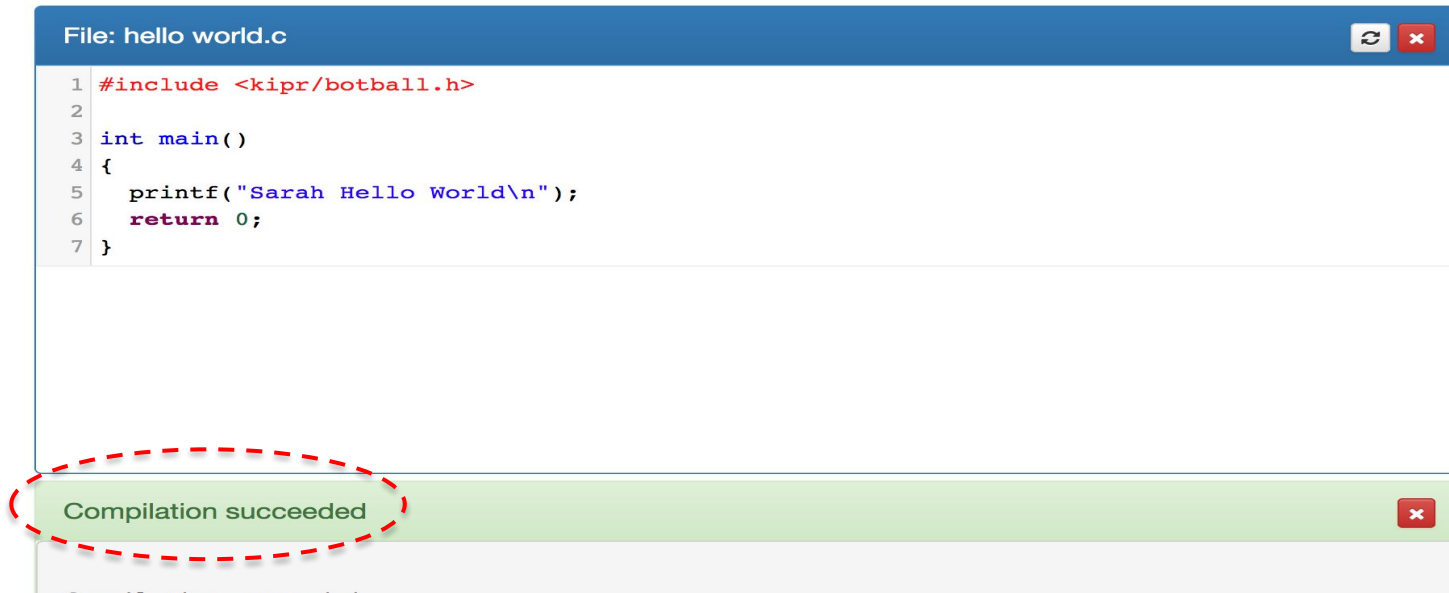 File: hello world.c
1 #include <kipr/botball.h>
2
3 int main()
4 {
5 printf("Sarah Hello World\n");
6 return 0;
7 }
Compilation succeeded